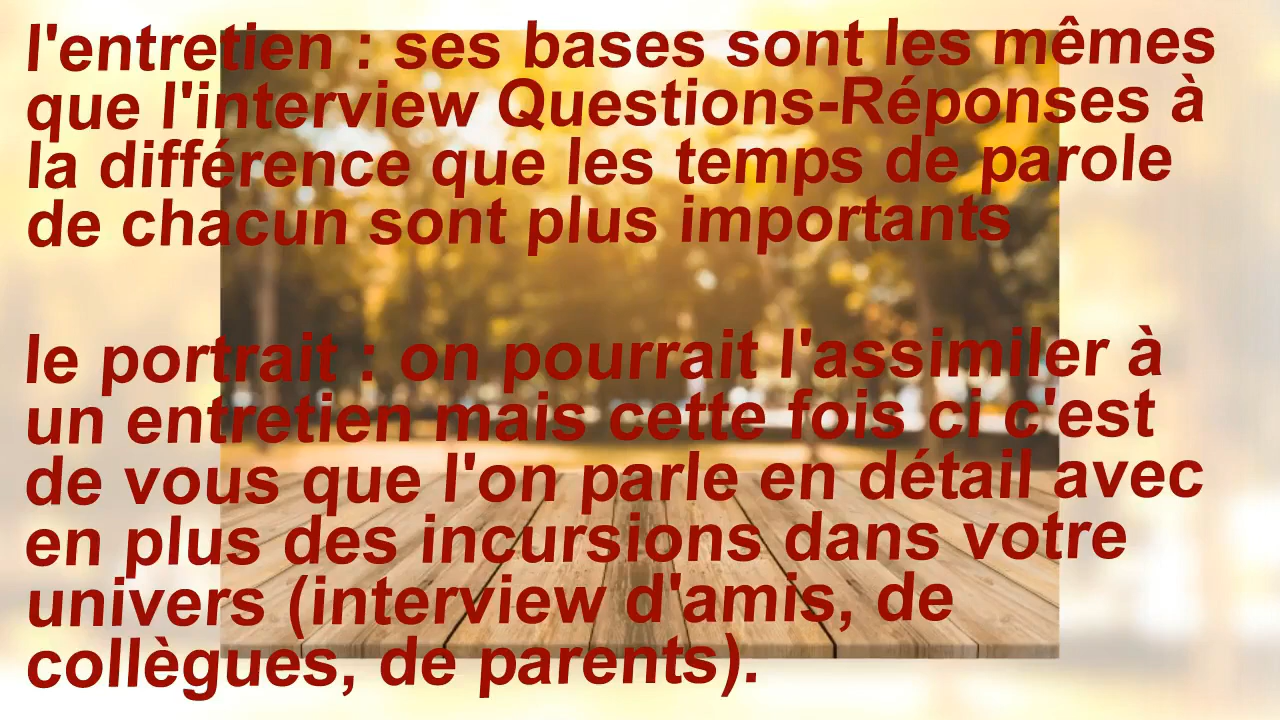 l'entretien : ses bases sont les mêmes
que l'interview Questions-Réponses à
la différence que les temps de parole
de chacun sont plus importants
le portrait : on pourrait l'assimiler à
un entretien mais cette fois ci c'est
de vous que l'on parle en détail avec
en plus des incursions dans votre
univers (interview d'amis, de
collègues, de parents).